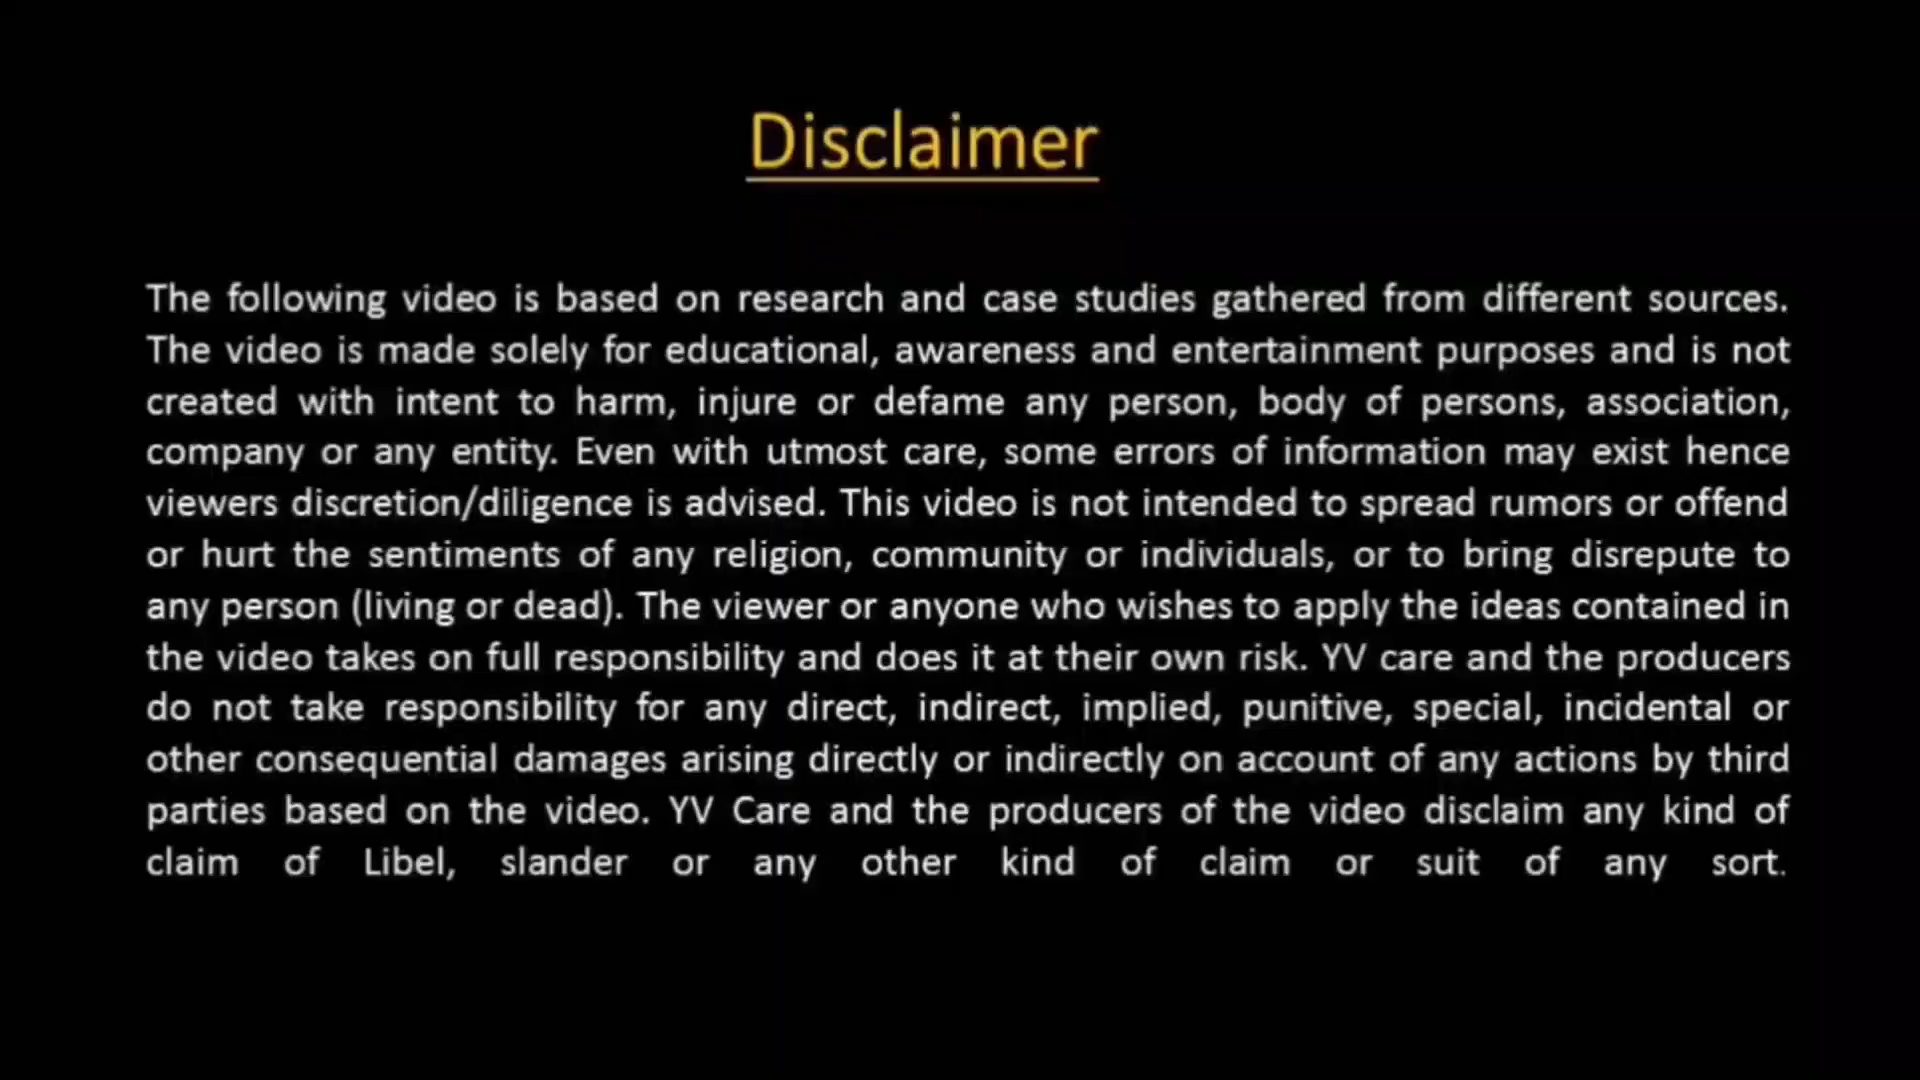 Disclaimer
The following video is based on research and case studies gathered from different sources.
The video is made solely for educational, awareness and entertainment purposes and is not
created with intent to harm, injure or defame any person, body of persons, association,
company or any entity. Even with utmost care, some errors of information may exist hence
viewers discretion/diligence is advised. This video is not intended to spread rumors or offend
or hurt the sentiments of any religion, community or individuals, or to bring disrepute to
any person (living or dead). The viewer or anyone who wishes to apply the ideas contained in
the video takes on full responsibility and does it at their own risk. YV care and the producers
do not take responsibility for any direct, indirect, implied, punitive, special, incidental or
other consequential damages arising directly or indirectly on account of any actions by third
parties based on the video. YV Care and the producers of the video disclaim any kind of
claim of Libel, slander or any other kind of claim or suit of any sort.